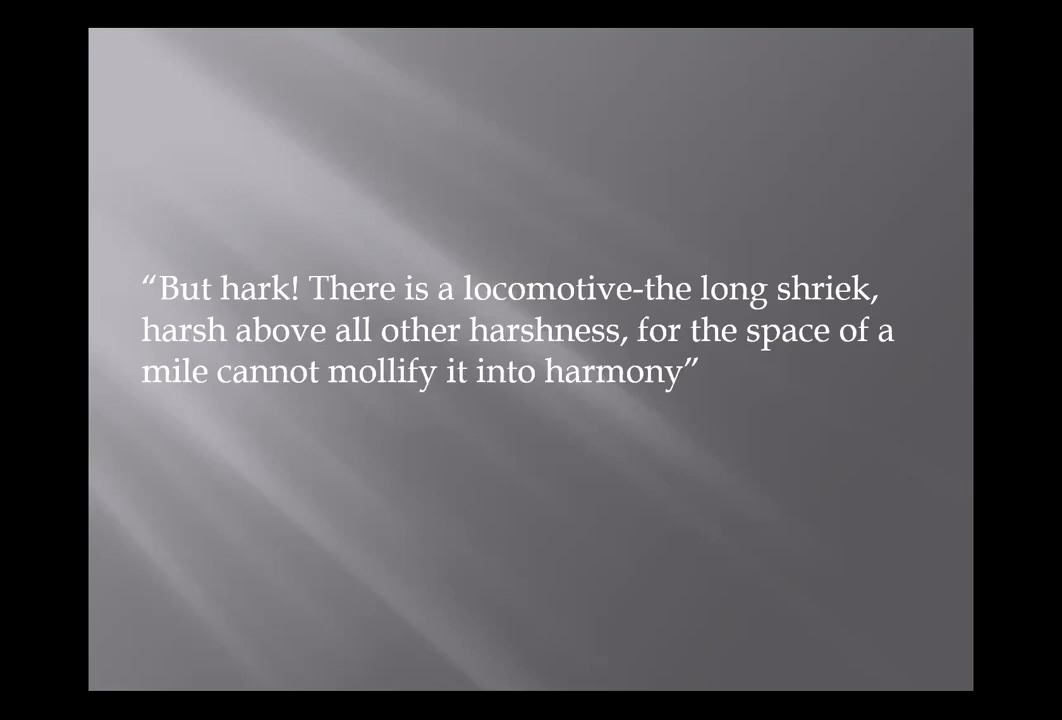 “But hark! There is a locomotive-the long shriek,
harsh above all other harshness, for the space of a
mile cannot mollify it into harmony”